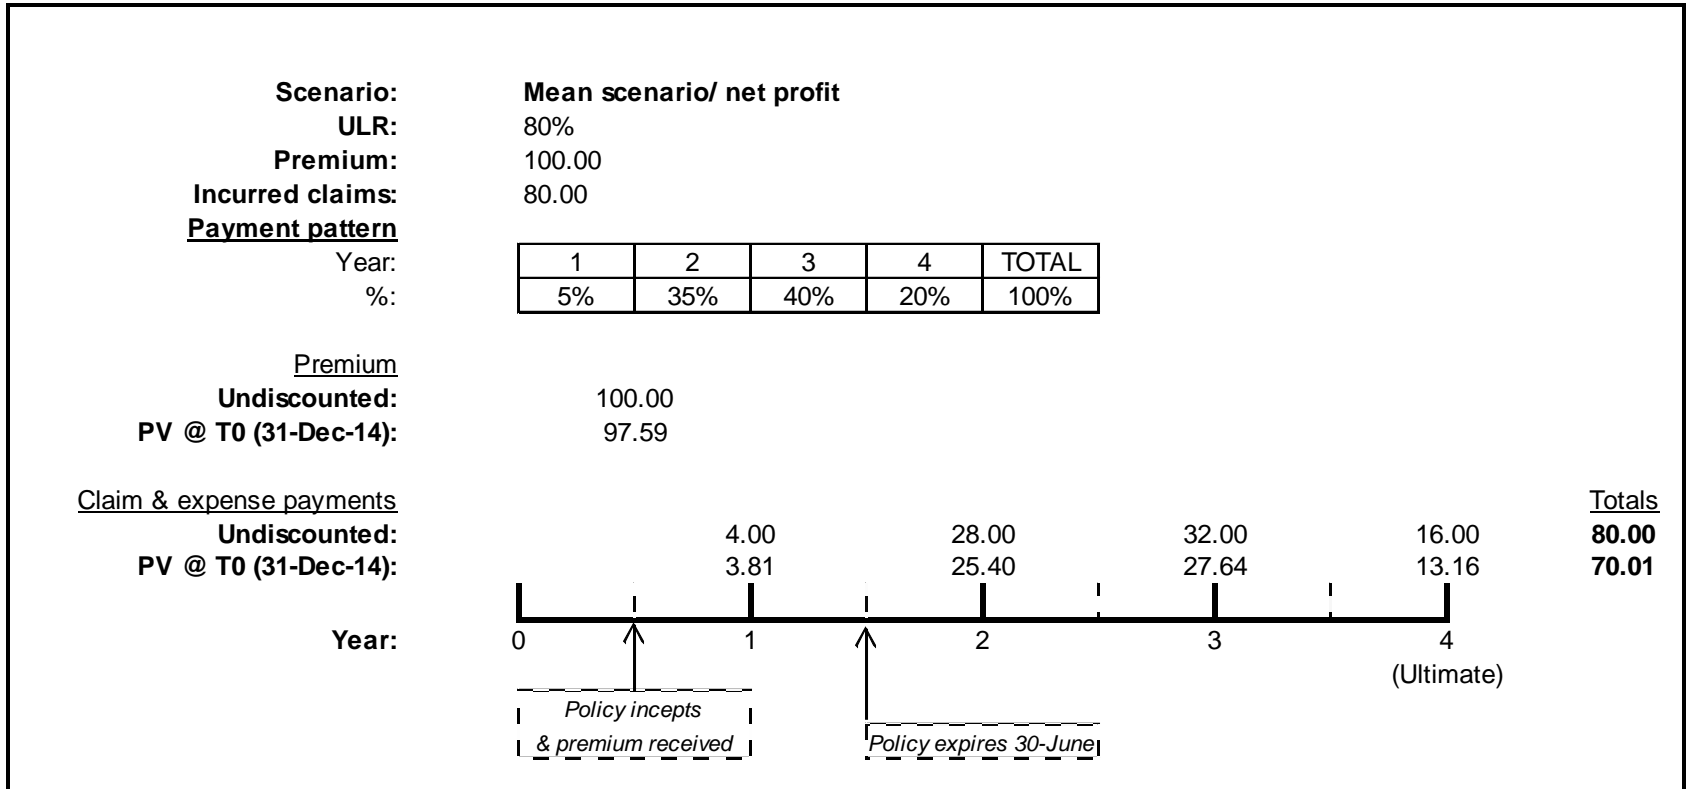 Scenario: Mean scenario/ net profit
ULR: 80%
Premium: 100.00
Incurred claims: 80.00
Payment pattern
Year: 1 2 3 4 TOTAL
%: 5% 35% 40% 20% 100%
Premium
Undiscounted: 100.00
PV @ T0 (31-Dec-14): 97.59
Claim & expense payments Totals
Undiscounted: 4.00 28.00 32.00 16.00 80.00
PV @ T0 (31-Dec-14): 3.81 25.40 27.64 13.16 70.01
Year: 0 1 2 3 4
(Ultimate)
Policy incepts
& premium received
Policy expires 30-June